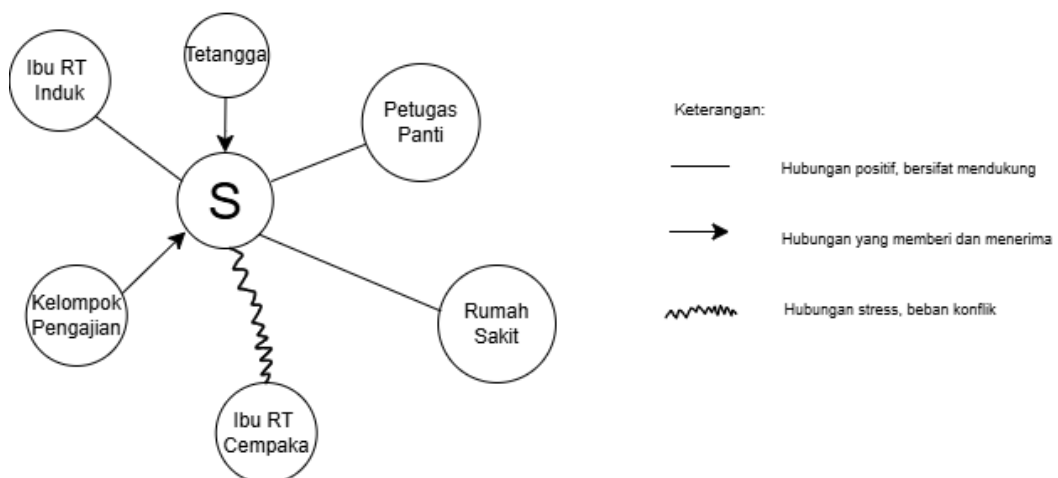 Tetangga
Ibu RT
Induk
Petugas
Panti
S
Kelompok
Pengajian
Rumah
Sakit
Ibu RT
Cempaka
Keterangan:
Hubungan positif, bersifat mendukung
Hubungan yang memberi dan menerima
Hubungan stress, beban konflik